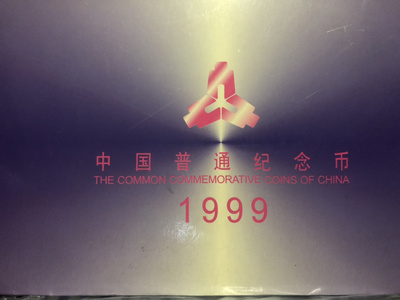 中国普通纪念币
THE COMMON COMMEMORATIVE COINS OF CHINA
1999